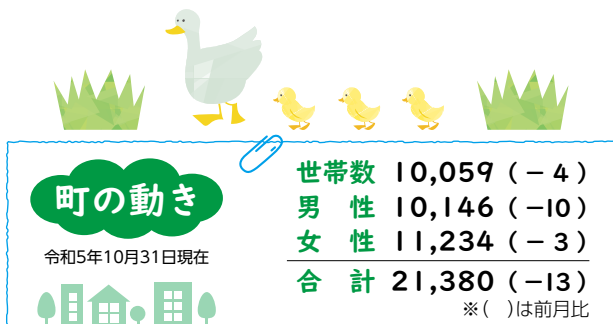 町の動き
令和5年10月31日現在
世帯数 10,059 (− 4)
男 性 10,146 (−10)
女 性 11,234 (− 3)
合 計 21,380 (−13)
※( )は前月比